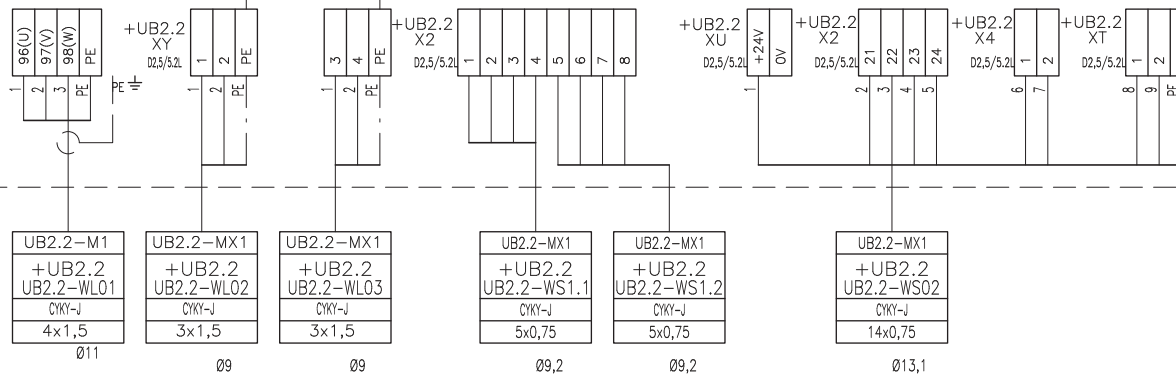 96(U)
97(V)
98(W)
PE
1
2
3
PE
PE
+UB2.2
XY
D2,5/5.2L
1
2
PE
1
2
PE
3
4
PE
3
4
PE
+UB2.2
X2
D2,5/5.2L
1
2
3
4
5
6
7
8
+UB2.2
XU
D2,5/5.2L
+24V
0V
1
+UB2.2
X2
D2,5/5.2L
21
22
23
24
2
3
4
5
+UB2.2
X4
D2,5/5.2L
1
2
6
7
+UB2.2
XT
D2,5/5.2L
1
2
8
9
PE
UB2.2-M1
+UB2.2
UB2.2-WL01
CYKY-J
4x1,5
Ø11
UB2.2-MX1
+UB2.2
UB2.2-WL02
CYKY-J
3x1,5
Ø9
UB2.2-MX1
+UB2.2
UB2.2-WL03
CYKY-J
3x1,5
Ø9
UB2.2-MX1
+UB2.2
UB2.2-WS1.1
CYKY-J
5x0,75
Ø9,2
UB2.2-MX1
+UB2.2
UB2.2-WS1.2
CYKY-J
5x0,75
Ø9,2
UB2.2-MX1
+UB2.2
UB2.2-WS02
CYKY-J
14x0,75
Ø13,1